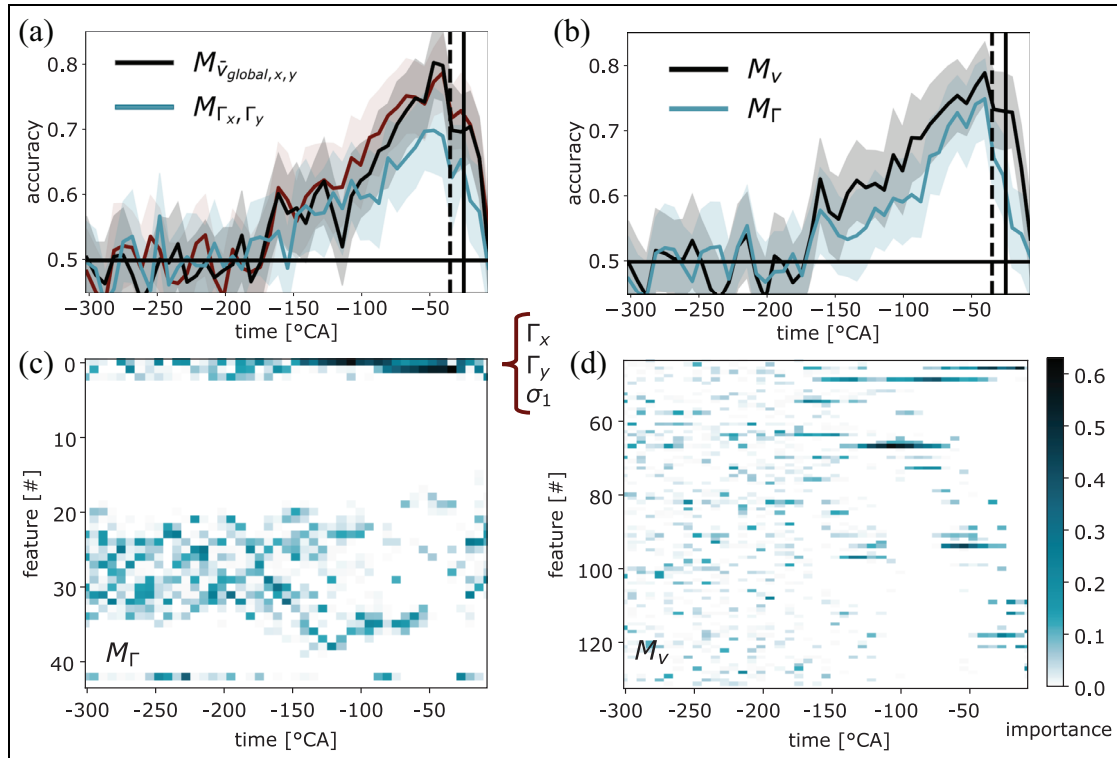 (a)
0.8
0.7
0.6
0.5
accuracy
M_{ṽ_{global,x,y}}
M_{Γ_x,Γ_y}
-300 -250 -200 -150 -100 -50
time [°CA]
(b)
0.8
0.7
0.6
0.5
accuracy
M_v
M_Γ
-300 -250 -200 -150 -100 -50
time [°CA]
(c)
0
10
20
30
40
feature [#]
M_Γ
-300 -250 -200 -150 -100 -50
time [°CA]
Γ_x
Γ_y
σ_1
(d)
60
80
100
120
feature [#]
M_v
-300 -250 -200 -150 -100 -50
time [°CA]
0.6
0.5
0.4
0.3
0.2
0.1
0.0
importance